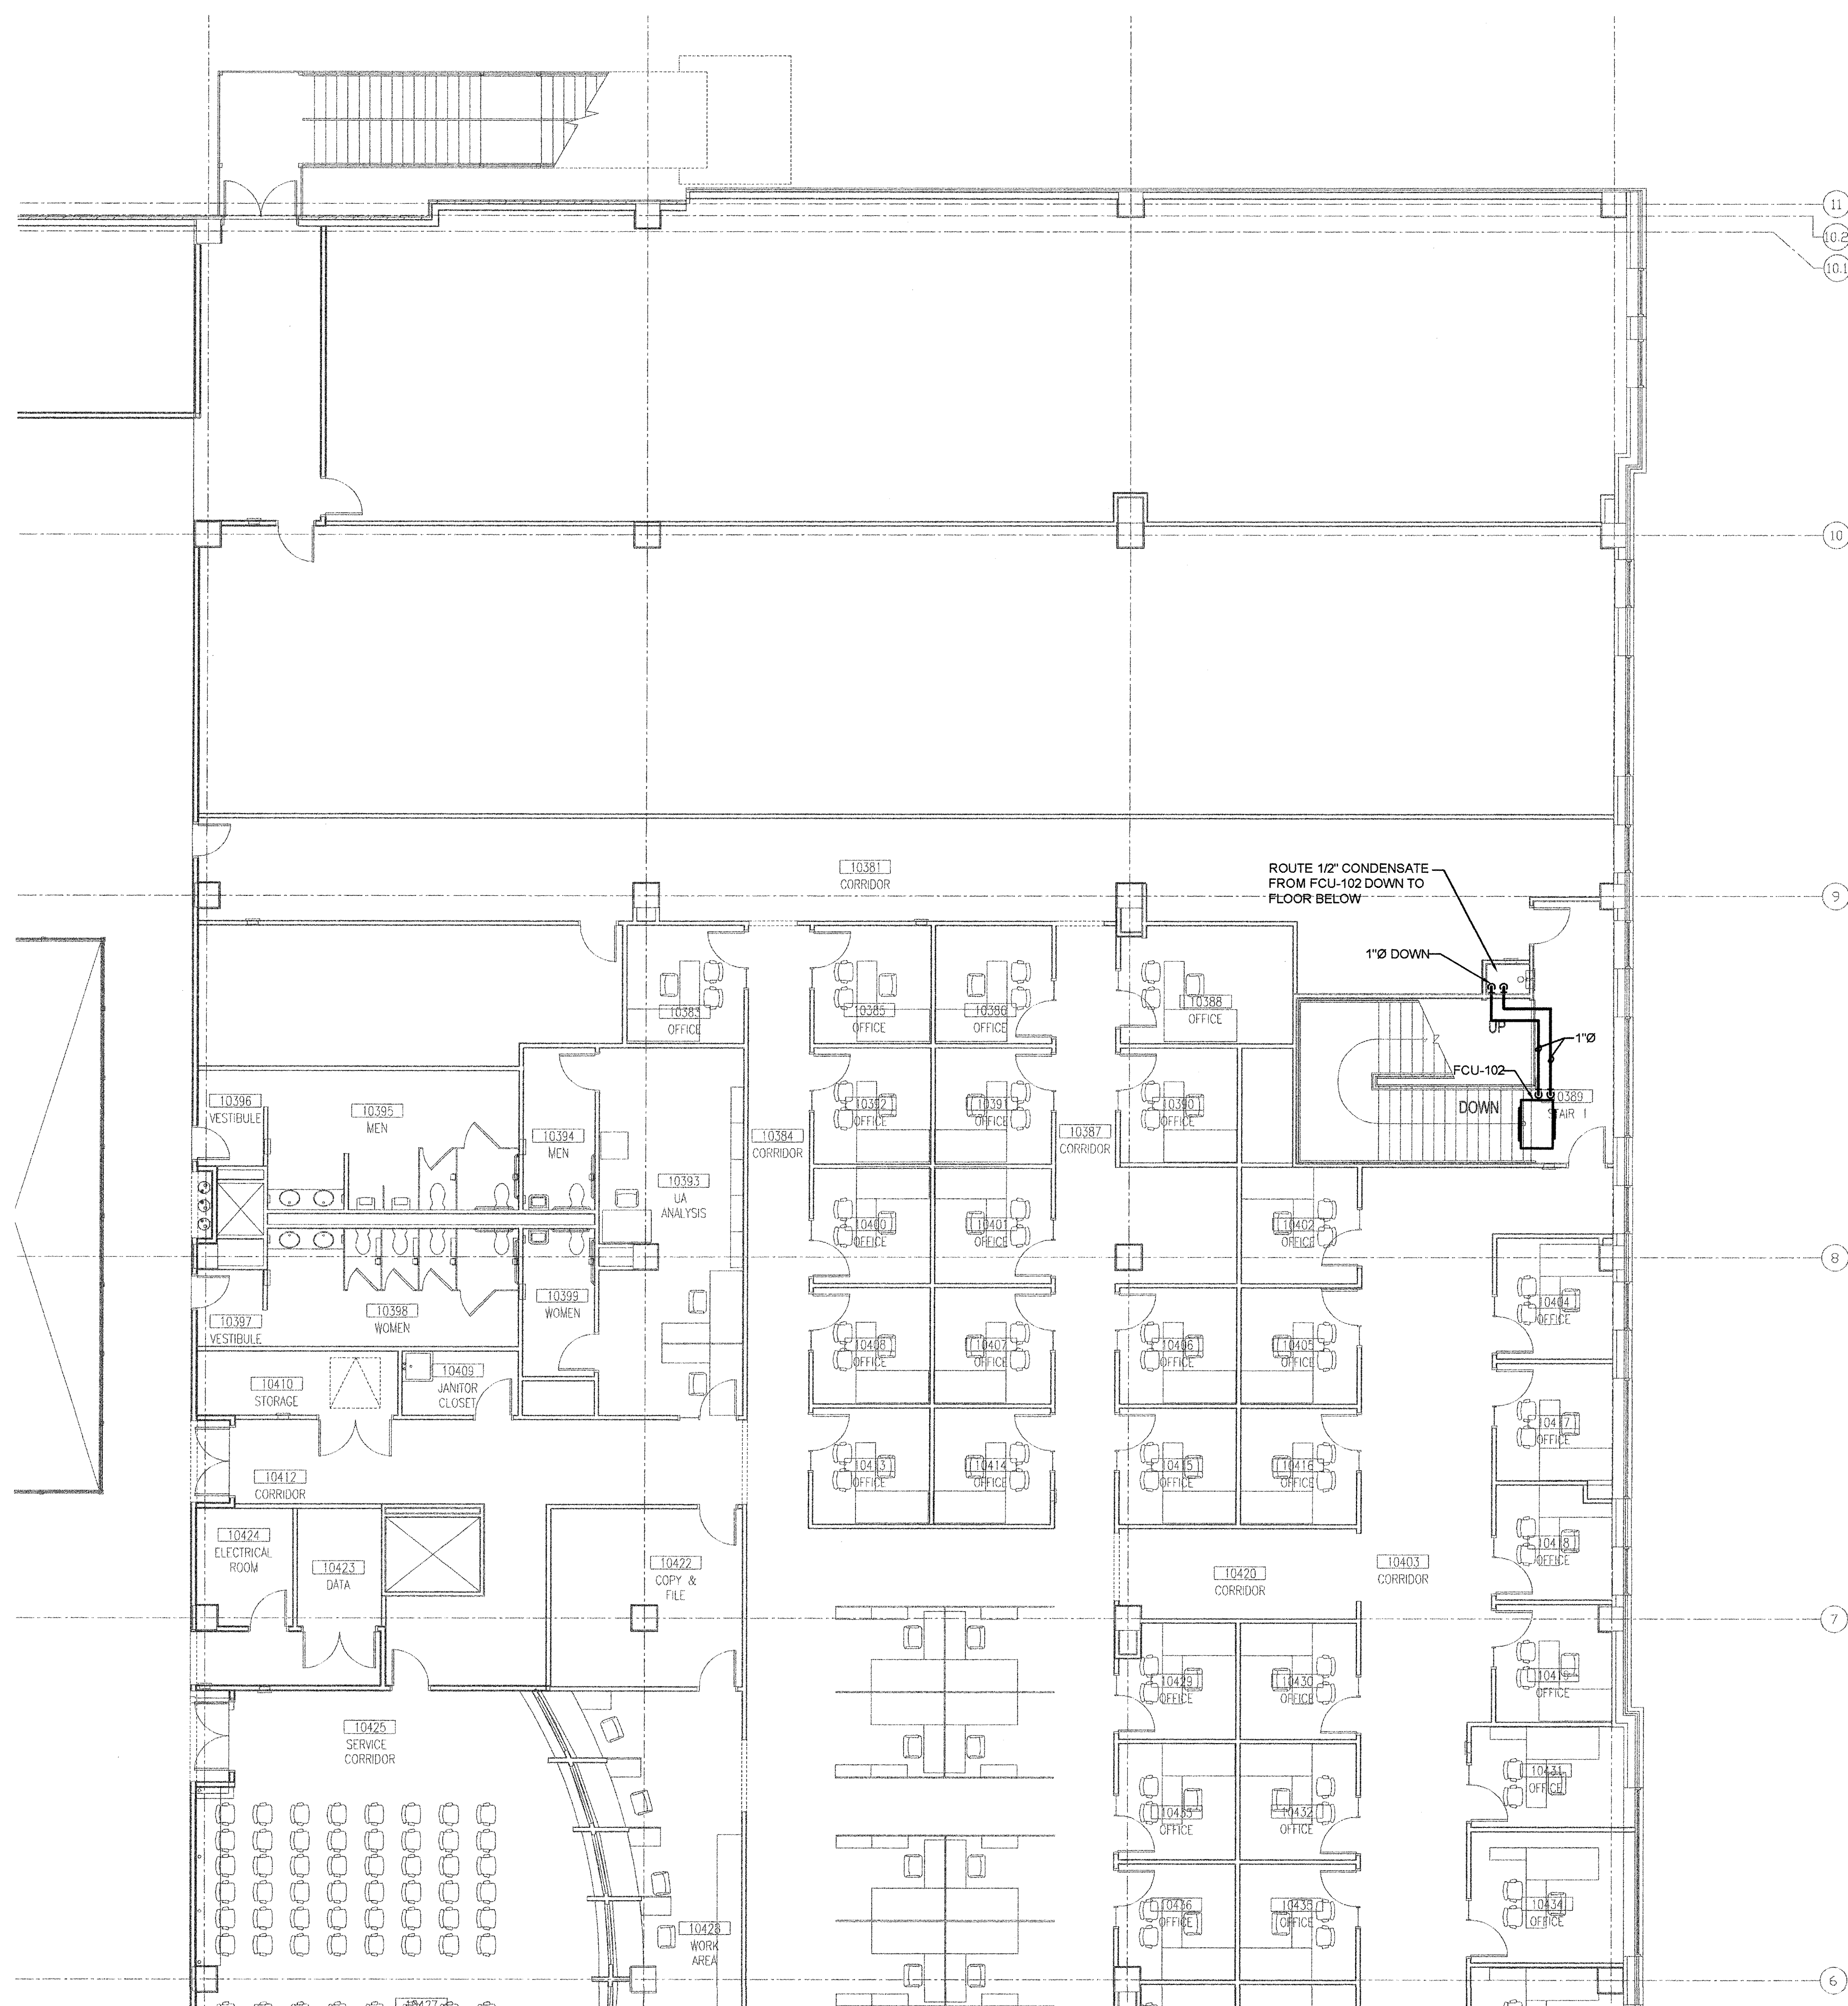 11
10.2
10.1
10
10381
CORRIDOR
ROUTE 1/2" CONDENSATE
FROM FCU-102 DOWN TO
FLOOR BELOW
9
1"Ø DOWN
10383
OFFICE
10385
OFFICE
10386
OFFICE
10388
OFFICE
UP
1"Ø
FCU-102
10396
VESTIBULE
10395
MEN
10394
MEN
10384
CORRIDOR
10392
OFFICE
10391
OFFICE
10387
CORRIDOR
10390
OFFICE
DOWN
10389
STAIR 1
10393
UA
ANALYSIS
10400
OFFICE
10401
OFFICE
10402
OFFICE
8
10397
VESTIBULE
10398
WOMEN
10399
WOMEN
10404
OFFICE
10408
OFFICE
10407
OFFICE
10406
OFFICE
10405
OFFICE
10410
STORAGE
10409
JANITOR
CLOSET
10417
OFFICE
10412
CORRIDOR
10413
OFFICE
10414
OFFICE
10415
OFFICE
10416
OFFICE
10424
ELECTRICAL
ROOM
10423
DATA
10422
COPY &
FILE
10420
CORRIDOR
10403
CORRIDOR
10418
OFFICE
7
10429
OFFICE
10430
OFFICE
10419
OFFICE
10425
SERVICE
CORRIDOR
10431
OFFICE
10433
OFFICE
10432
OFFICE
10428
WORK
AREA
10436
OFFICE
10435
OFFICE
10434
OFFICE
6
10427